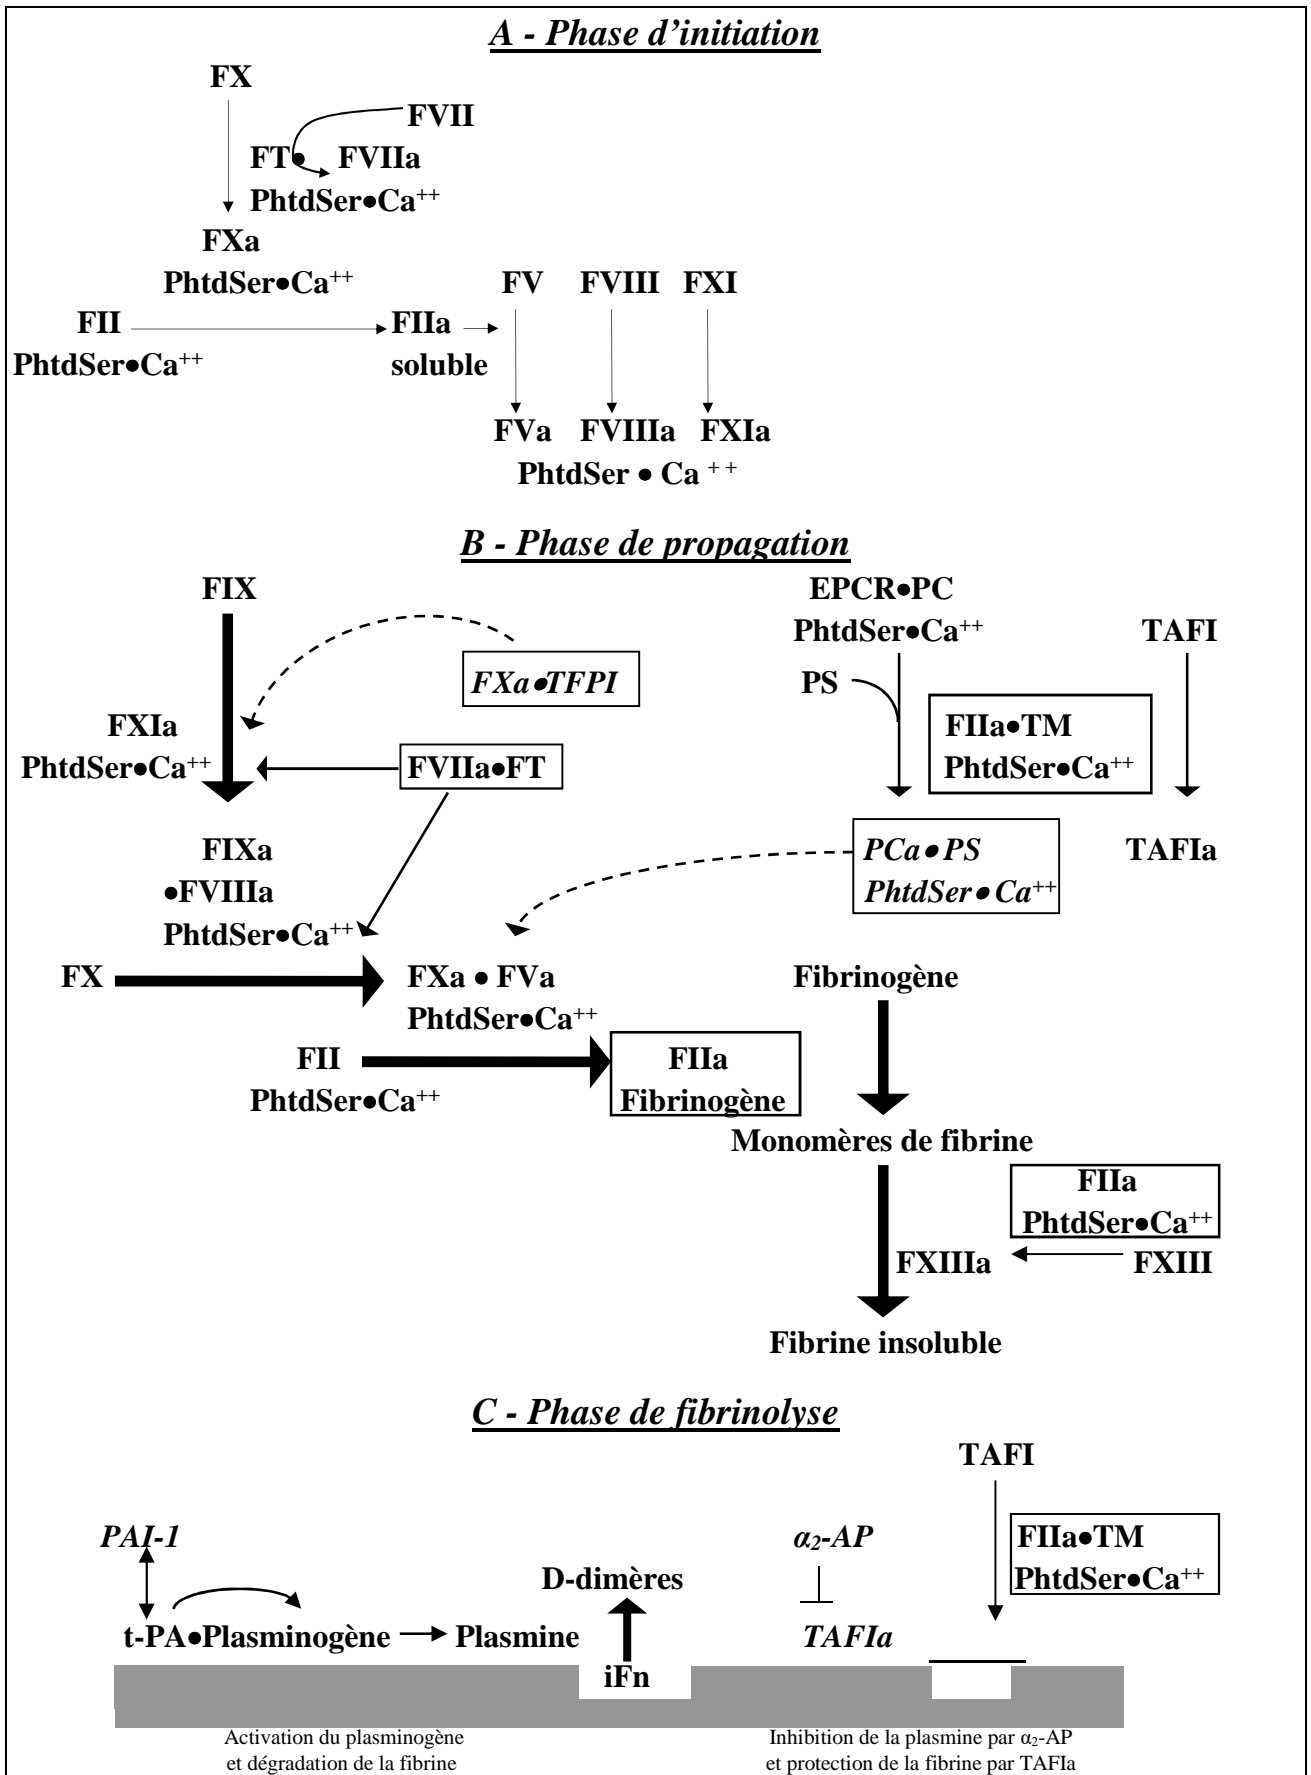 A - Phase d’initiation
FX
FVII
FT● FVIIa
PhtdSer●Ca⁺⁺
FXa
PhtdSer●Ca⁺⁺
FV FVIII FXI
FII FIIa
PhtdSer●Ca⁺⁺ soluble
FVa FVIIIa FXIa
PhtdSer ● Ca ⁺ ⁺
B - Phase de propagation
FIX EPCR●PC
PhtdSer●Ca⁺⁺ TAFI
FXa●TFPI PS
FXIa FIIa●TM
PhtdSer●Ca⁺⁺ FVIIa●FT PhtdSer●Ca⁺⁺
FIXa PCa●PS TAFIa
●FVIIIa PhtdSer●Ca⁺⁺
PhtdSer●Ca⁺⁺
FX FXa ● FVa Fibrinogène
PhtdSer●Ca⁺⁺
FII FIIa
PhtdSer●Ca⁺⁺ Fibrinogène
Monomères de fibrine
FIIa
PhtdSer●Ca⁺⁺
FXIIIa FXIII
Fibrine insoluble
C - Phase de fibrinolyse
TAFI
PAI-1 α₂-AP FIIa●TM
D-dimères PhtdSer●Ca⁺⁺
t-PA●Plasminogène Plasmine TAFIa
iFn
Activation du plasminogène
et dégradation de la fibrine
Inhibition de la plasmine par α₂-AP
et protection de la fibrine par TAFIa